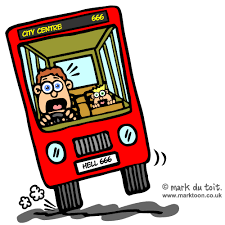 CITY CENTRE 666
HELL 666
© mark du toit.
www.marktoon.co.uk